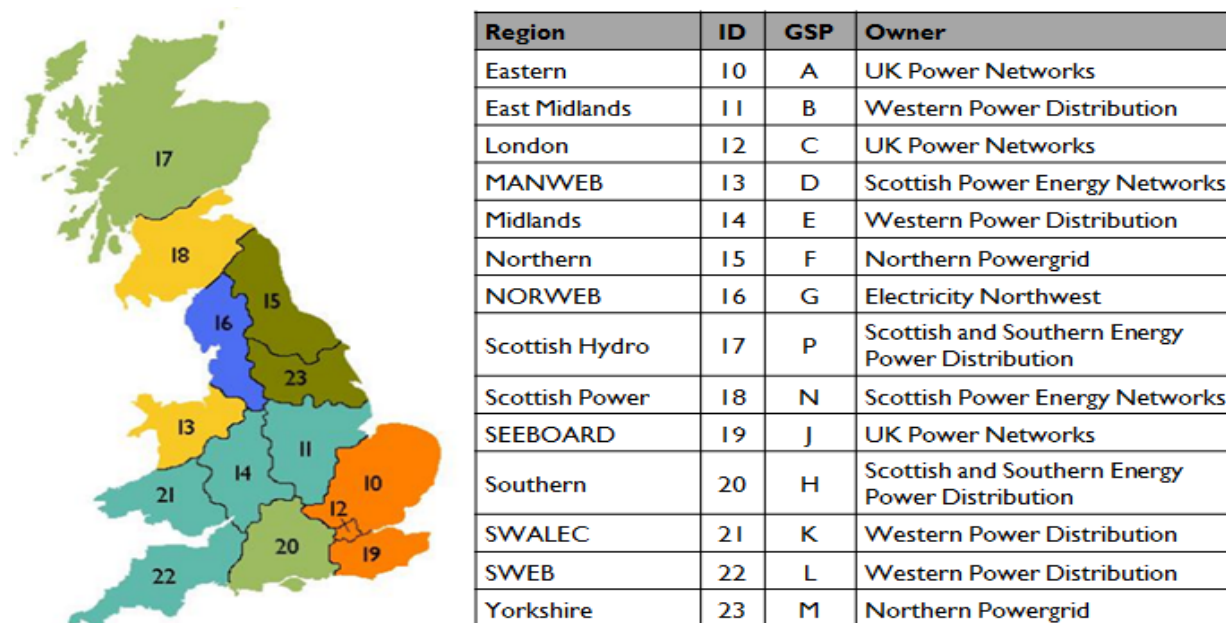 17
18
15
16
23
13
11
14
10
21
12
20
19
22
Region ID GSP Owner
Eastern 10 A UK Power Networks
East Midlands 11 B Western Power Distribution
London 12 C UK Power Networks
MANWEB 13 D Scottish Power Energy Networks
Midlands 14 E Western Power Distribution
Northern 15 F Northern Powergrid
NORWEB 16 G Electricity Northwest
Scottish Hydro 17 P Scottish and Southern Energy
Power Distribution
Scottish Power 18 N Scottish Power Energy Networks
SEEBOARD 19 J UK Power Networks
Southern 20 H Scottish and Southern Energy
Power Distribution
SWALEC 21 K Western Power Distribution
SWEB 22 L Western Power Distribution
Yorkshire 23 M Northern Powergrid